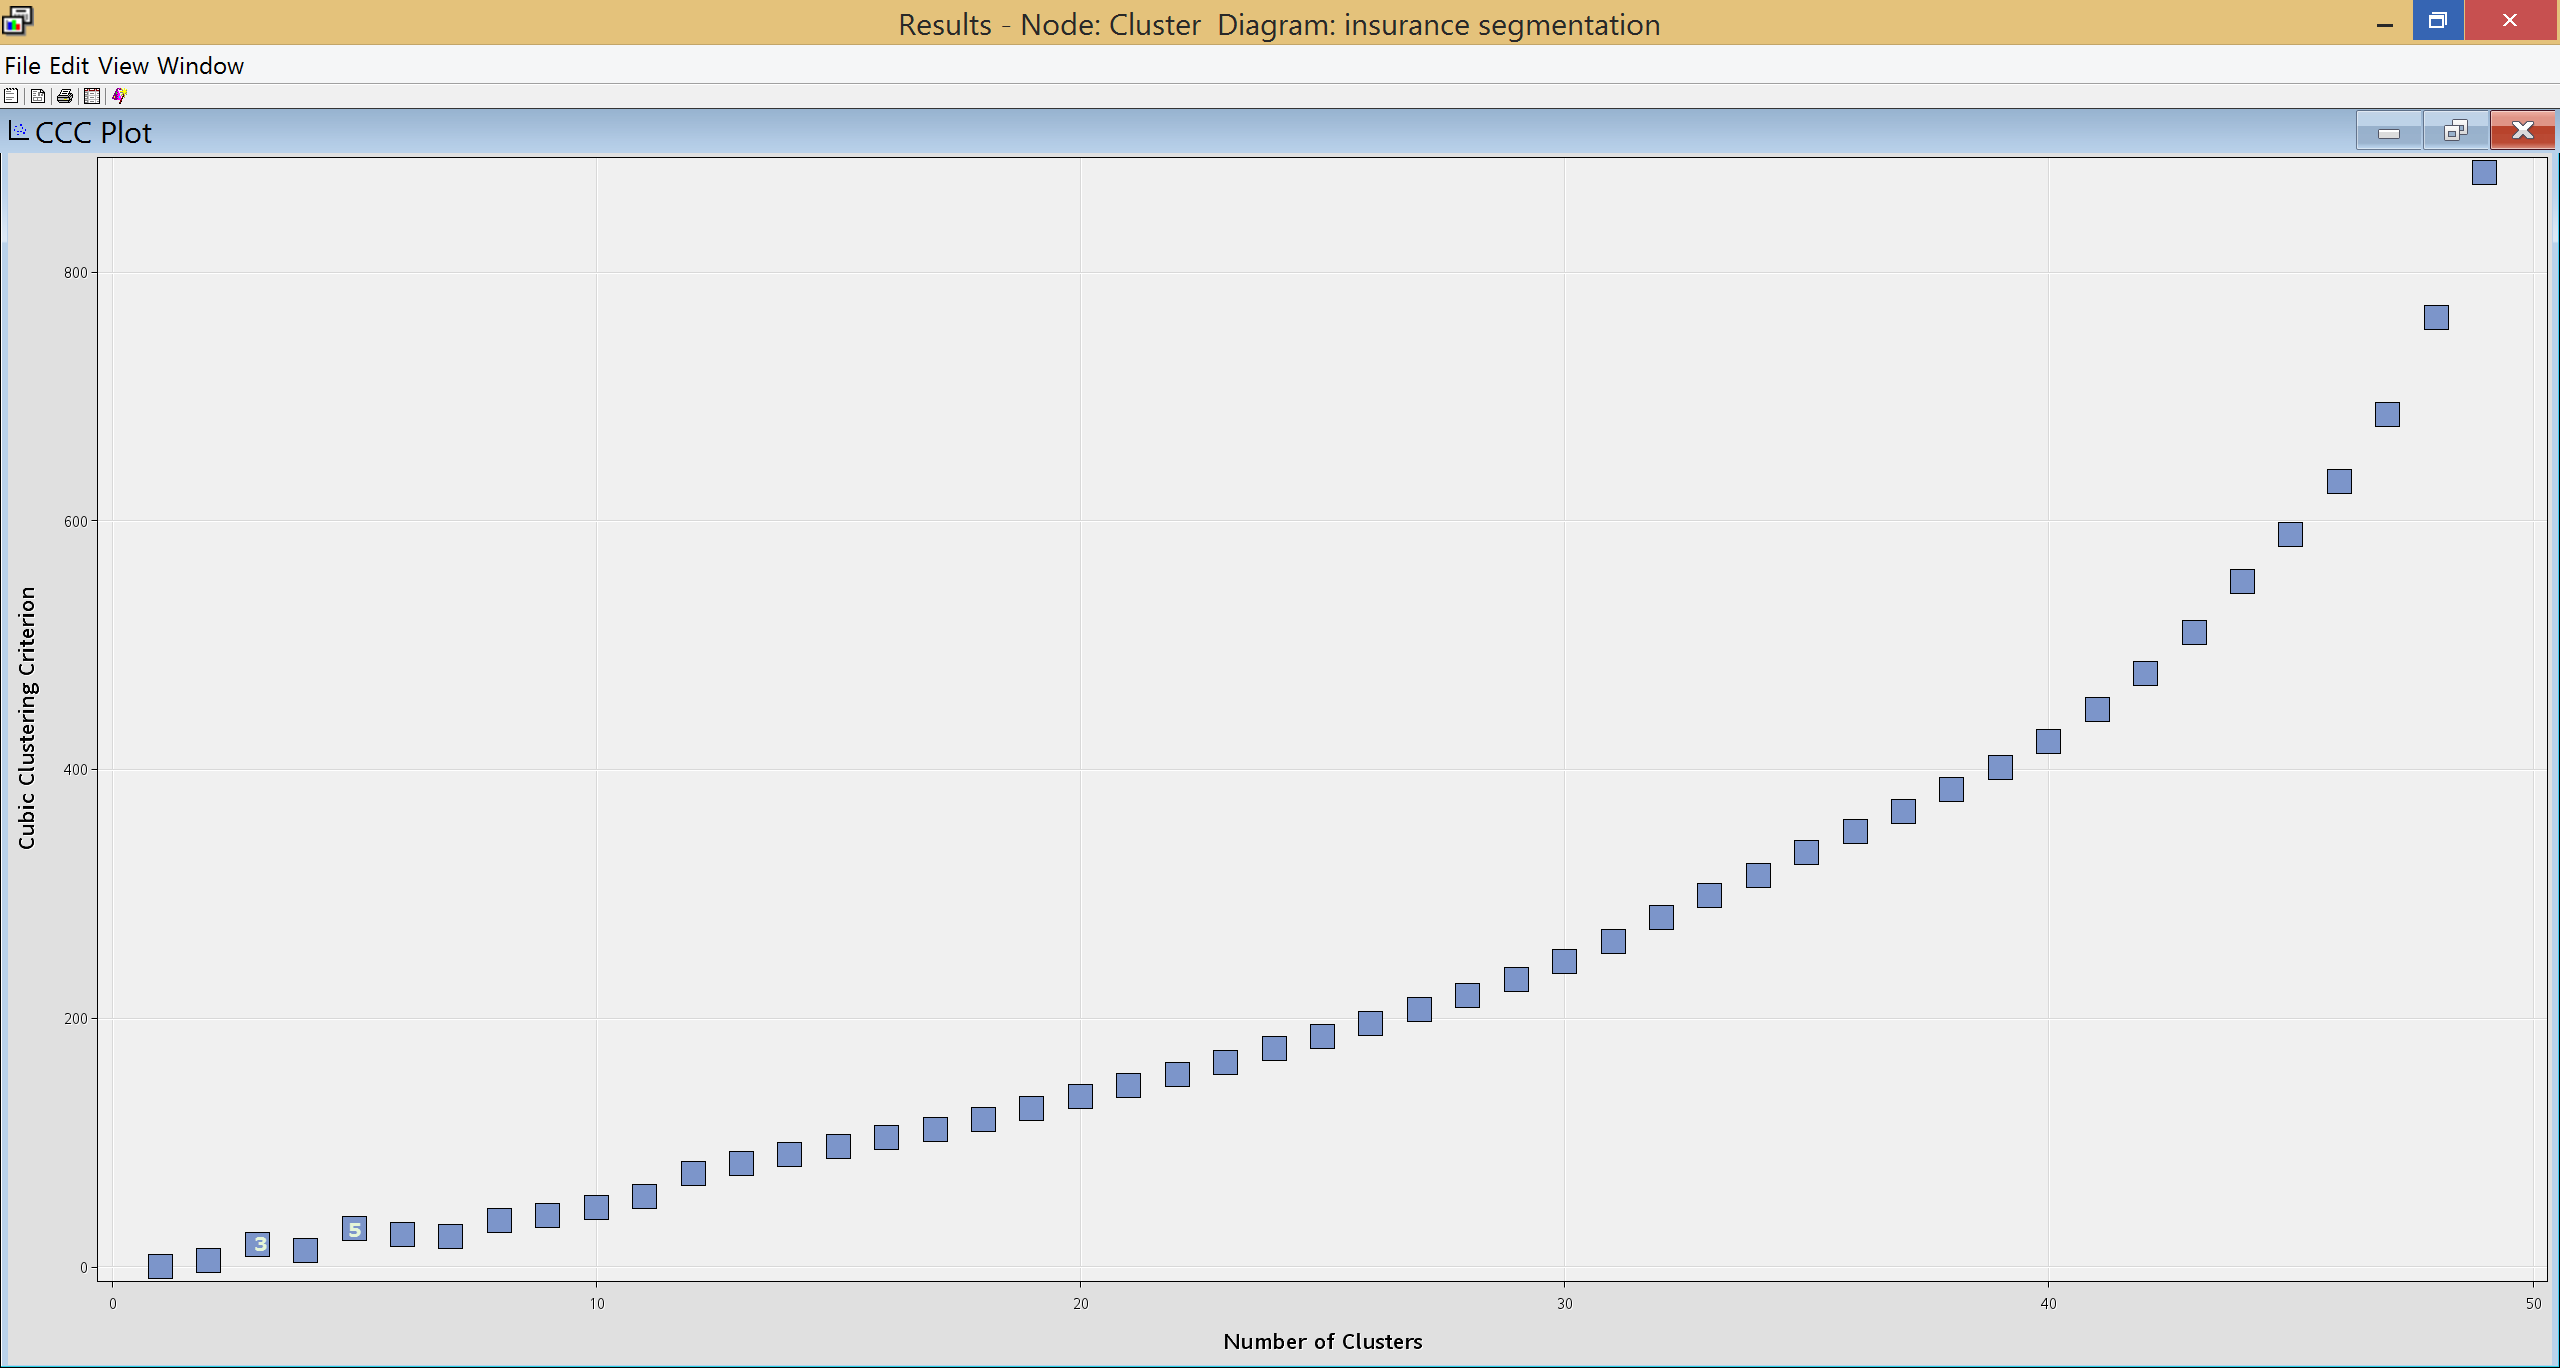 Results - Node: Cluster  Diagram: insurance segmentation
File Edit View Window
CCC Plot
800
600
400
200
0
Cubic Clustering Criterion
3
5
0
10
20
30
40
50
Number of Clusters